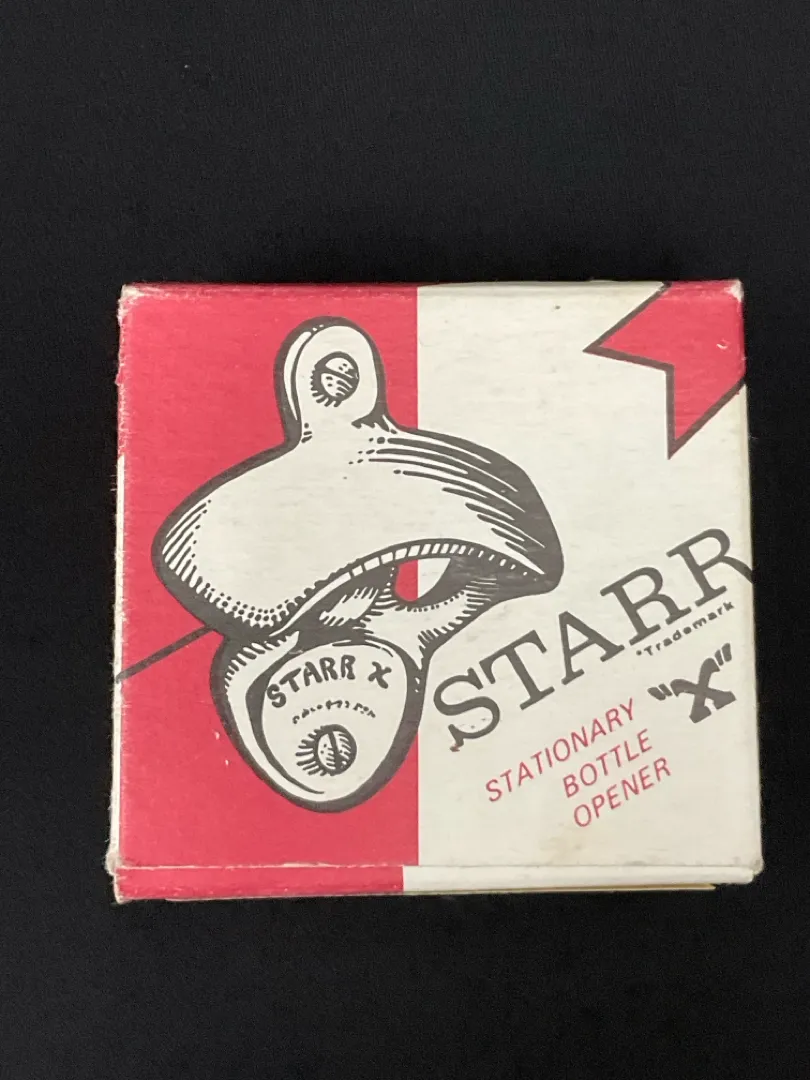 STARR X
STARR
*Trademark
"X"
STATIONARY
BOTTLE
OPENER